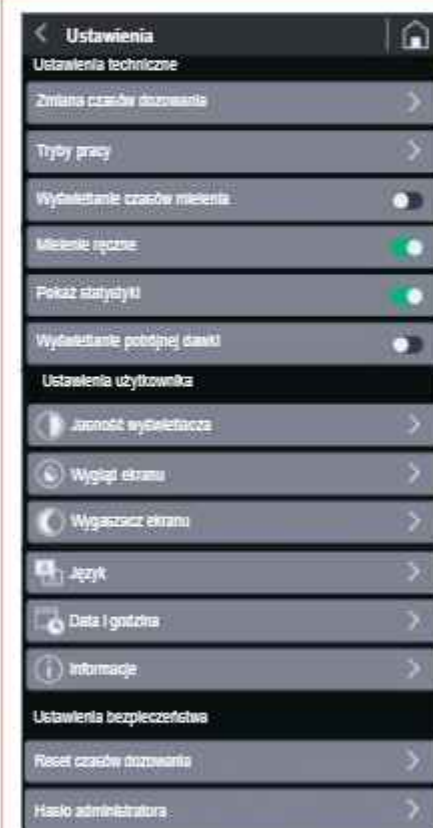 Ustawienia
Ustawienia techniczne
Zmiana czasów dozowania
Tryby pracy
Wyświetlanie czasów mielenia
Mielenie ręczne
Pokaż statystyki
Wyświetlanie potrójnej dawki
Ustawienia użytkownika
Jasność wyświetlacza
Wygląd ekranu
Wygaszacz ekranu
Język
Data i godzina
Informacje
Ustawienia bezpieczeństwa
Reset czasów dozowania
Hasło administratora